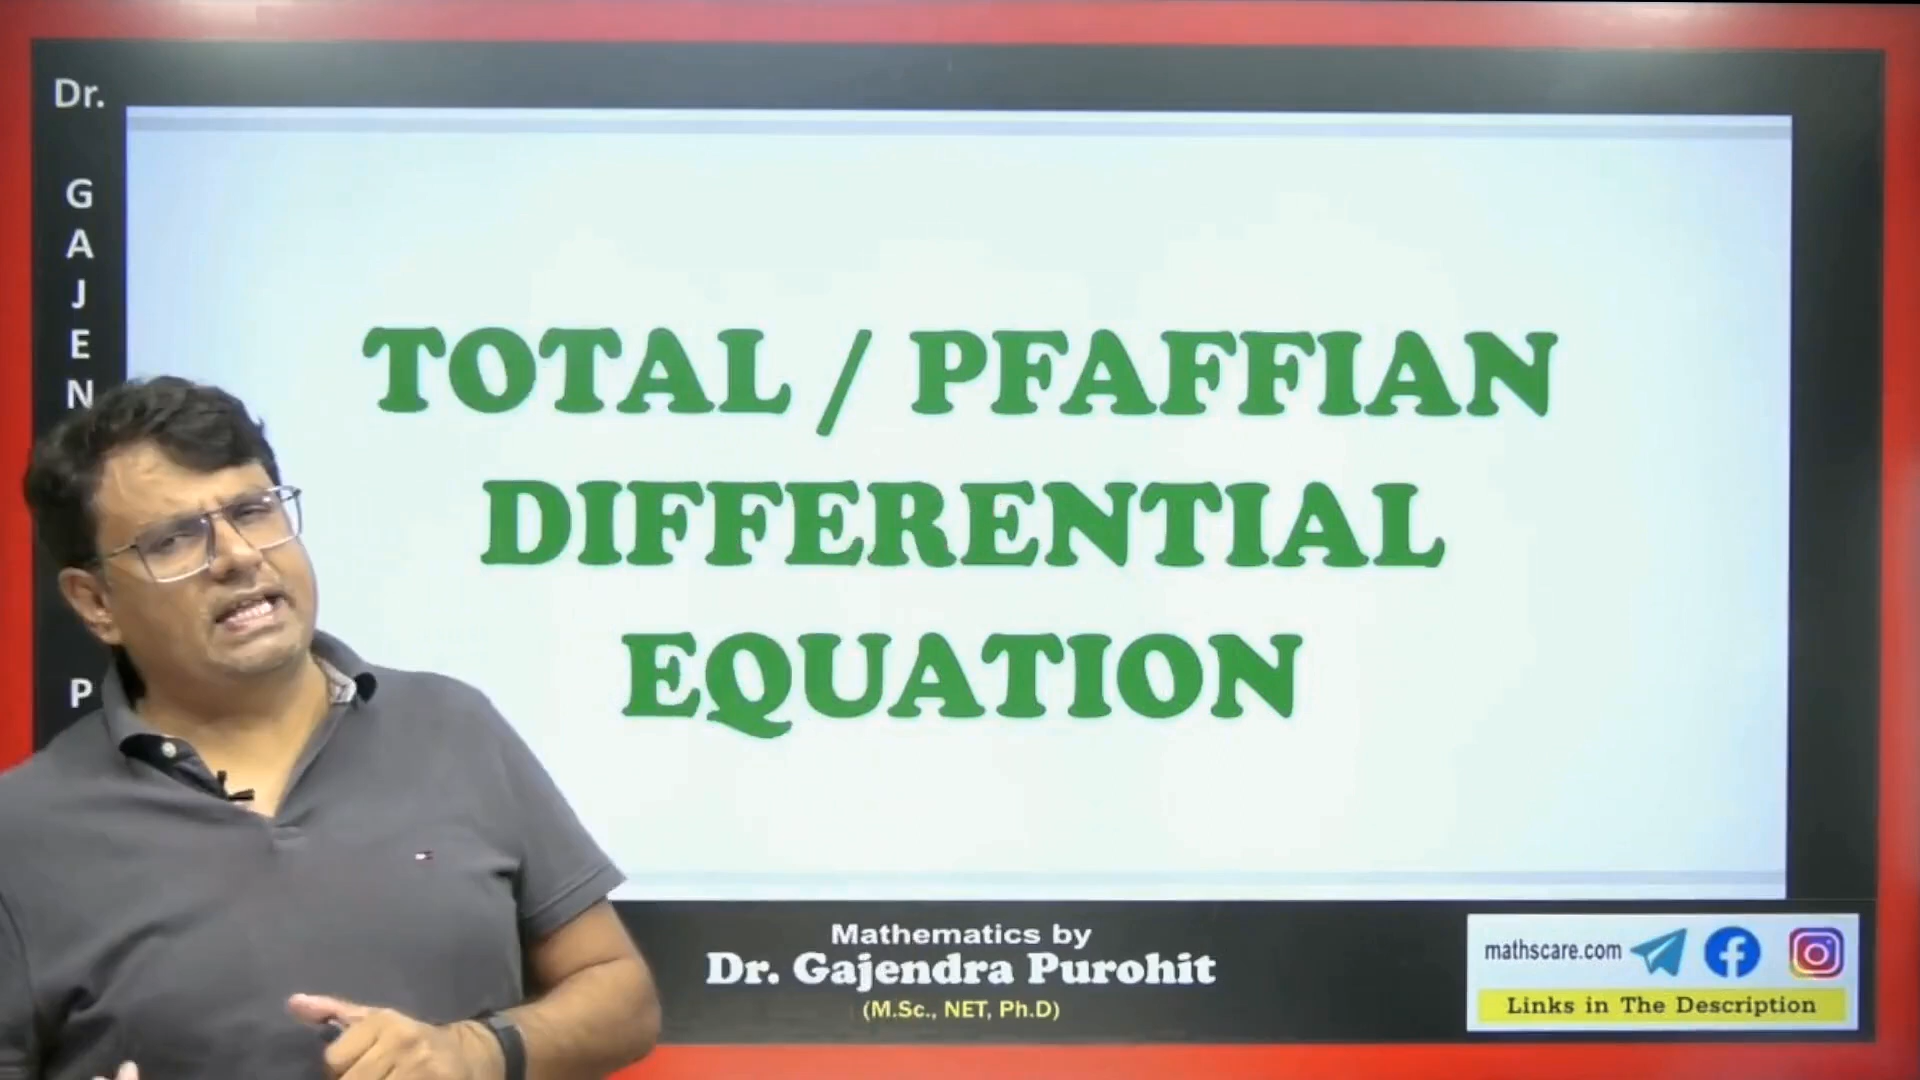 Dr.
G
A
J
E
N
P
TOTAL / PFAFFIAN
DIFFERENTIAL
EQUATION
Mathematics by
Dr. Gajendra Purohit
(M.Sc., NET, Ph.D)
mathscare.com
Links in The Description